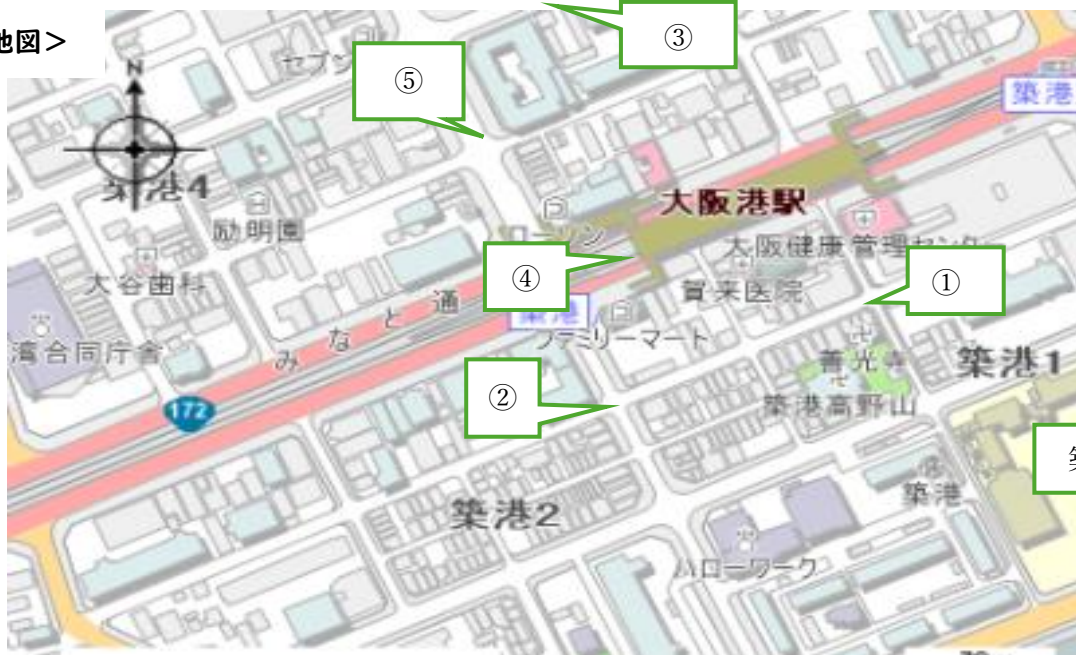 地図＞
③
セブン
⑤
N
築港
築港4
大阪港駅
励明園
ローソン
大阪健康管理センタ
大谷歯科
④
賀来医院
①
みなと通
築港
ファミリーマート
湾合同庁舎
善光寺
築港1
②
築港高野山
172
築港
築港2
ハローワーク